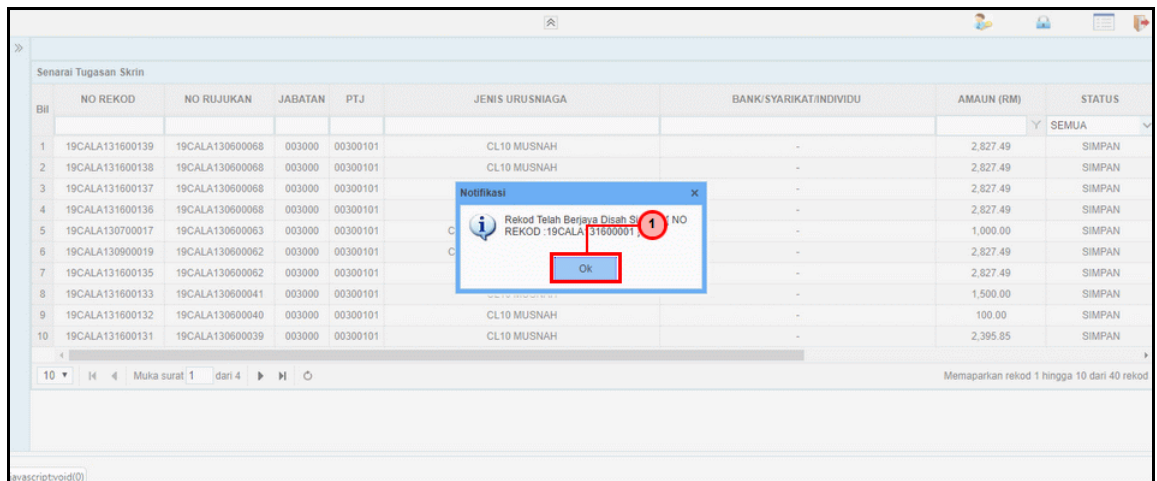 Senarai Tugasan Skrin
Bil NO REKOD NO RUJUKAN JABATAN PTJ JENIS URUSNIAGA BANK/SYARIKAT/INDIVIDU AMAUN (RM) STATUS
SEMUA
1 19CALA131600139 19CALA130600068 003000 00300101 CL10 MUSNAH - 2,827.49 SIMPAN
2 19CALA131600138 19CALA130600068 003000 00300101 CL10 MUSNAH - 2,827.49 SIMPAN
3 19CALA131600137 19CALA130600068 003000 00300101 - 2,827.49 SIMPAN
4 19CALA131600136 19CALA130600068 003000 00300101 - 2,827.49 SIMPAN
5 19CALA130700017 19CALA130600063 003000 00300101 C - 1,000.00 SIMPAN
6 19CALA130900019 19CALA130600062 003000 00300101 C - 2,827.49 SIMPAN
7 19CALA131600135 19CALA130600062 003000 00300101 - 2,827.49 SIMPAN
8 19CALA131600133 19CALA130600041 003000 00300101 - 1,500.00 SIMPAN
9 19CALA131600132 19CALA130600040 003000 00300101 CL10 MUSNAH - 100.00 SIMPAN
10 19CALA131600131 19CALA130600039 003000 00300101 CL10 MUSNAH - 2,395.85 SIMPAN
Notifikasi x
Rekod Telah Berjaya Disah NO
REKOD :19CALA131600001
1
Ok
10 Muka surat 1 dari 4 Memaparkan rekod 1 hingga 10 dari 40 rekod
avascript:void(0)